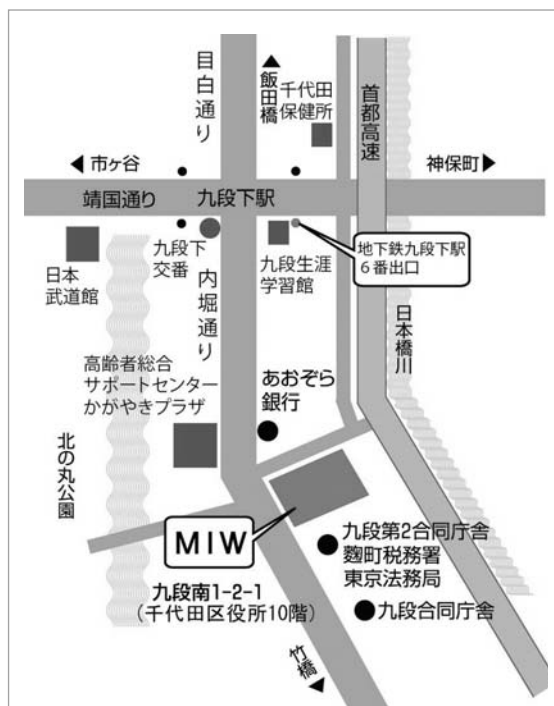 目白通り
▲飯田橋
千代田
保健所
首都高速
◀市ヶ谷
神保町▶
靖国通り
九段下駅
日本
武道館
九段下
交番
内堀通り
九段生涯
学習館
地下鉄九段下駅
6番出口
日本橋川
高齢者総合
サポートセンター
かがやきプラザ
あおぞら
銀行
北の丸公園
MIW
九段南1-2-1
(千代田区役所10階)
九段第2合同庁舎
麴町税務署
東京法務局
九段合同庁舎
竹橋▼